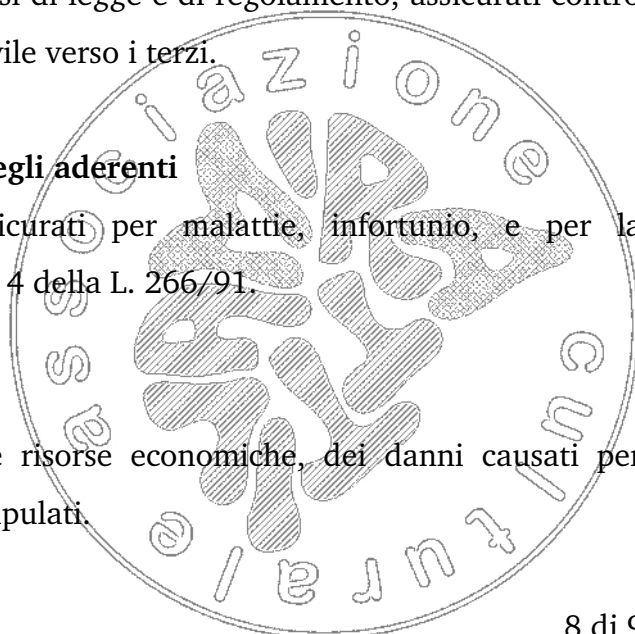 si di legge e di regolamento, assicurati contro
vile verso i terzi.
egli aderenti
icurati per malattie, infortunio, e per la
4 della L. 266/91.
e risorse economiche, dei danni causati per
pulati.
8 di 9
associazione culturale